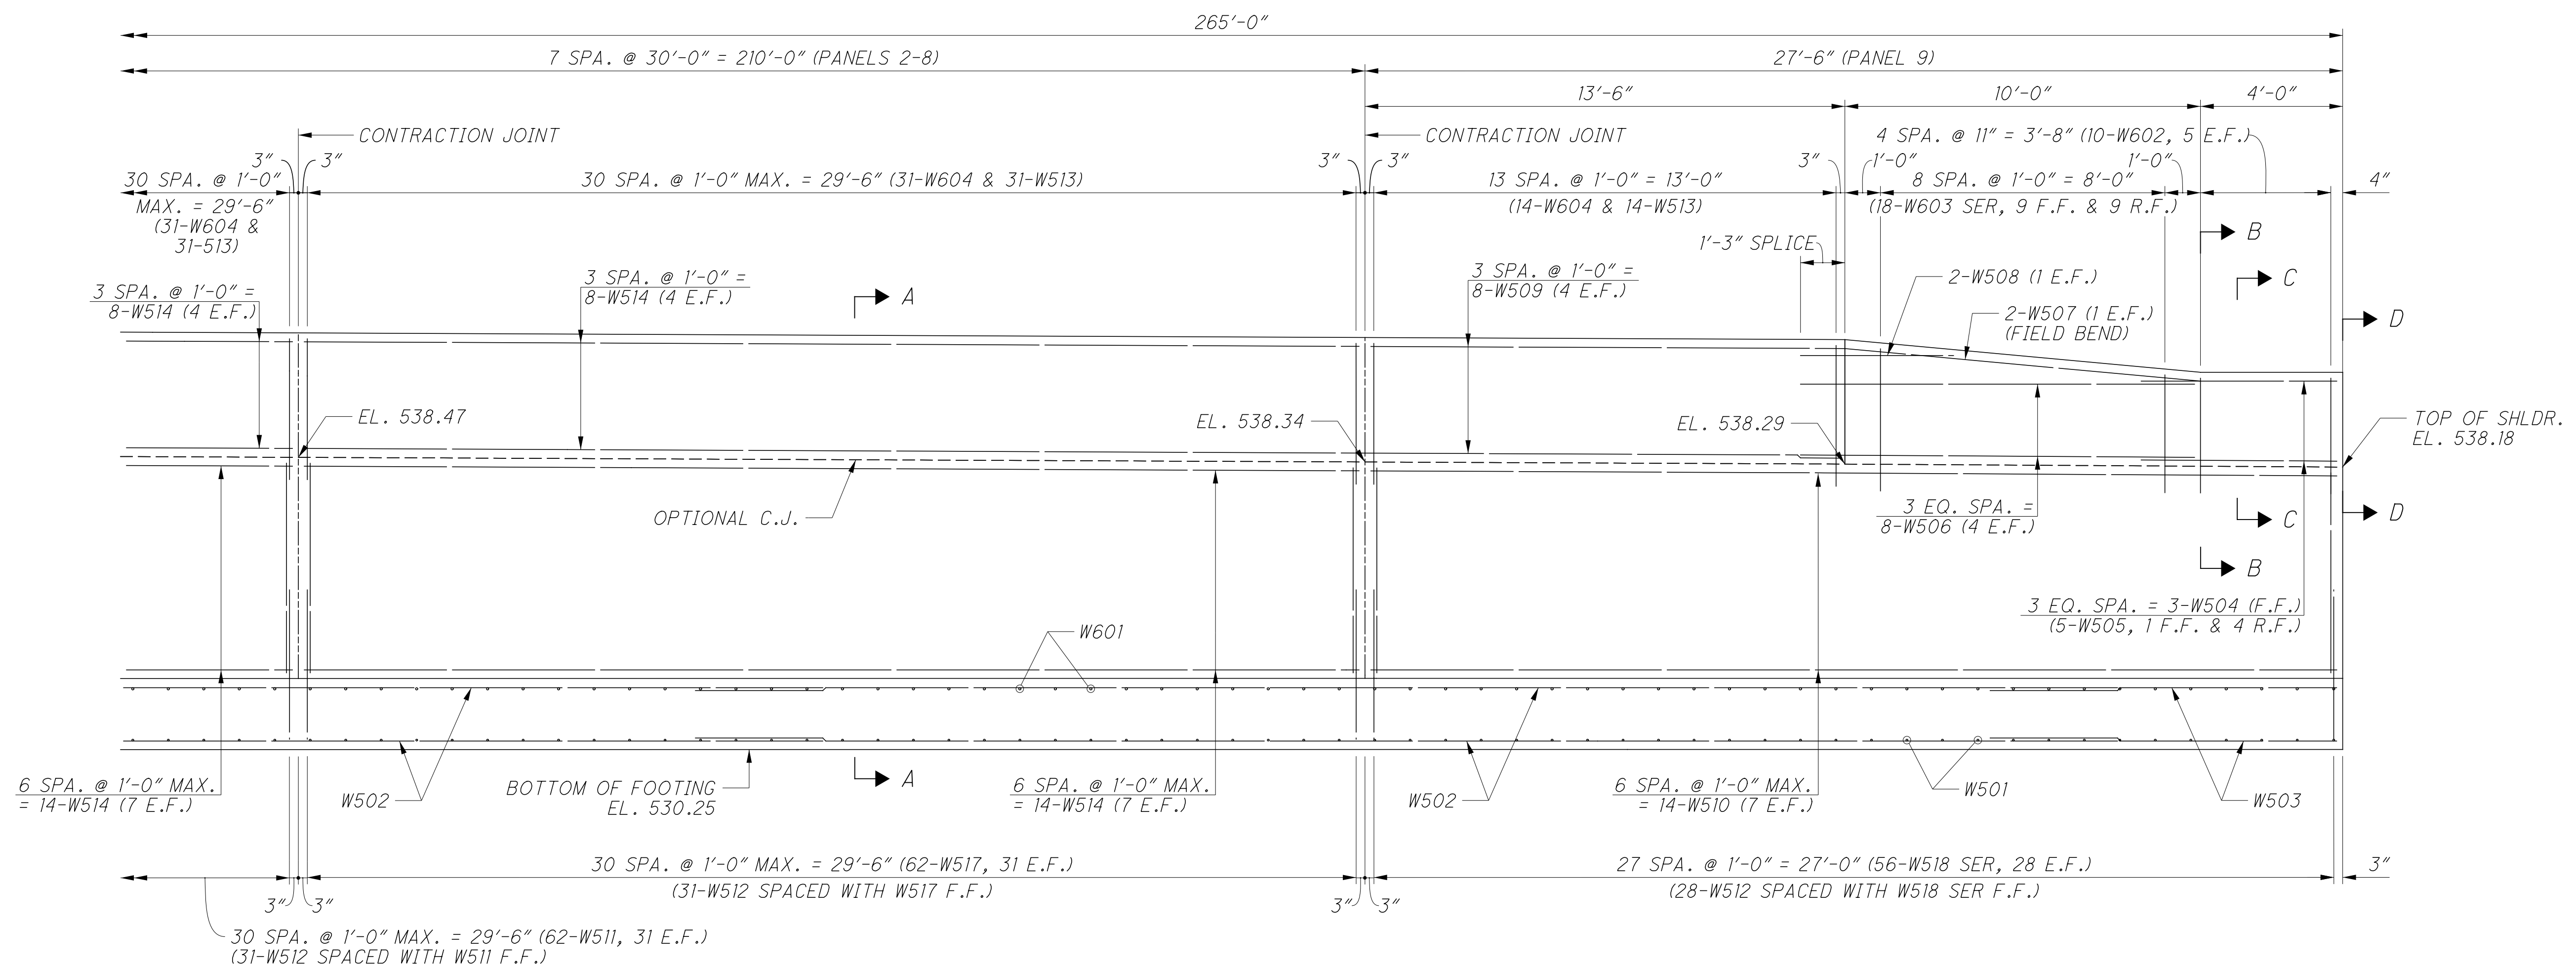 265'-0"
7 SPA. @ 30'-0" = 210'-0" (PANELS 2-8)
27'-6" (PANEL 9)
13'-6"
10'-0"
4'-0"
CONTRACTION JOINT
CONTRACTION JOINT
4 SPA. @ 11" = 3'-8" (10-W602, 5 E.F.)
3"
3"
3"
3"
3"
1'-0"
1'-0"
30 SPA. @ 1'-0"
MAX. = 29'-6"
(31-W604 &
31-513)
30 SPA. @ 1'-0" MAX. = 29'-6" (31-W604 & 31-W513)
13 SPA. @ 1'-0" = 13'-0"
(14-W604 & 14-W513)
8 SPA. @ 1'-0" = 8'-0"
(18-W603 SER, 9 F.F. & 9 R.F.)
4"
1'-3" SPLICE
B
C
D
3 SPA. @ 1'-0" =
8-W514 (4 E.F.)
3 SPA. @ 1'-0" =
8-W514 (4 E.F.)
A
3 SPA. @ 1'-0" =
8-W509 (4 E.F.)
2-W508 (1 E.F.)
2-W507 (1 E.F.)
(FIELD BEND)
EL. 538.47
EL. 538.34
EL. 538.29
TOP OF SHLDR.
EL. 538.18
OPTIONAL C.J.
3 EQ. SPA. =
8-W506 (4 E.F.)
C
D
B
3 EQ. SPA. = 3-W504 (F.F.)
(5-W505, 1 F.F. & 4 R.F.)
W601
6 SPA. @ 1'-0" MAX.
= 14-W514 (7 E.F.)
W502
BOTTOM OF FOOTING
EL. 530.25
A
6 SPA. @ 1'-0" MAX.
= 14-W514 (7 E.F.)
W502
6 SPA. @ 1'-0" MAX.
= 14-W510 (7 E.F.)
W501
W503
30 SPA. @ 1'-0" MAX. = 29'-6" (62-W517, 31 E.F.)
(31-W512 SPACED WITH W517 F.F.)
27 SPA. @ 1'-0" = 27'-0" (56-W518 SER, 28 E.F.)
(28-W512 SPACED WITH W518 SER F.F.)
3"
3"
3"
3"
3"
30 SPA. @ 1'-0" MAX. = 29'-6" (62-W511, 31 E.F.)
(31-W512 SPACED WITH W511 F.F.)